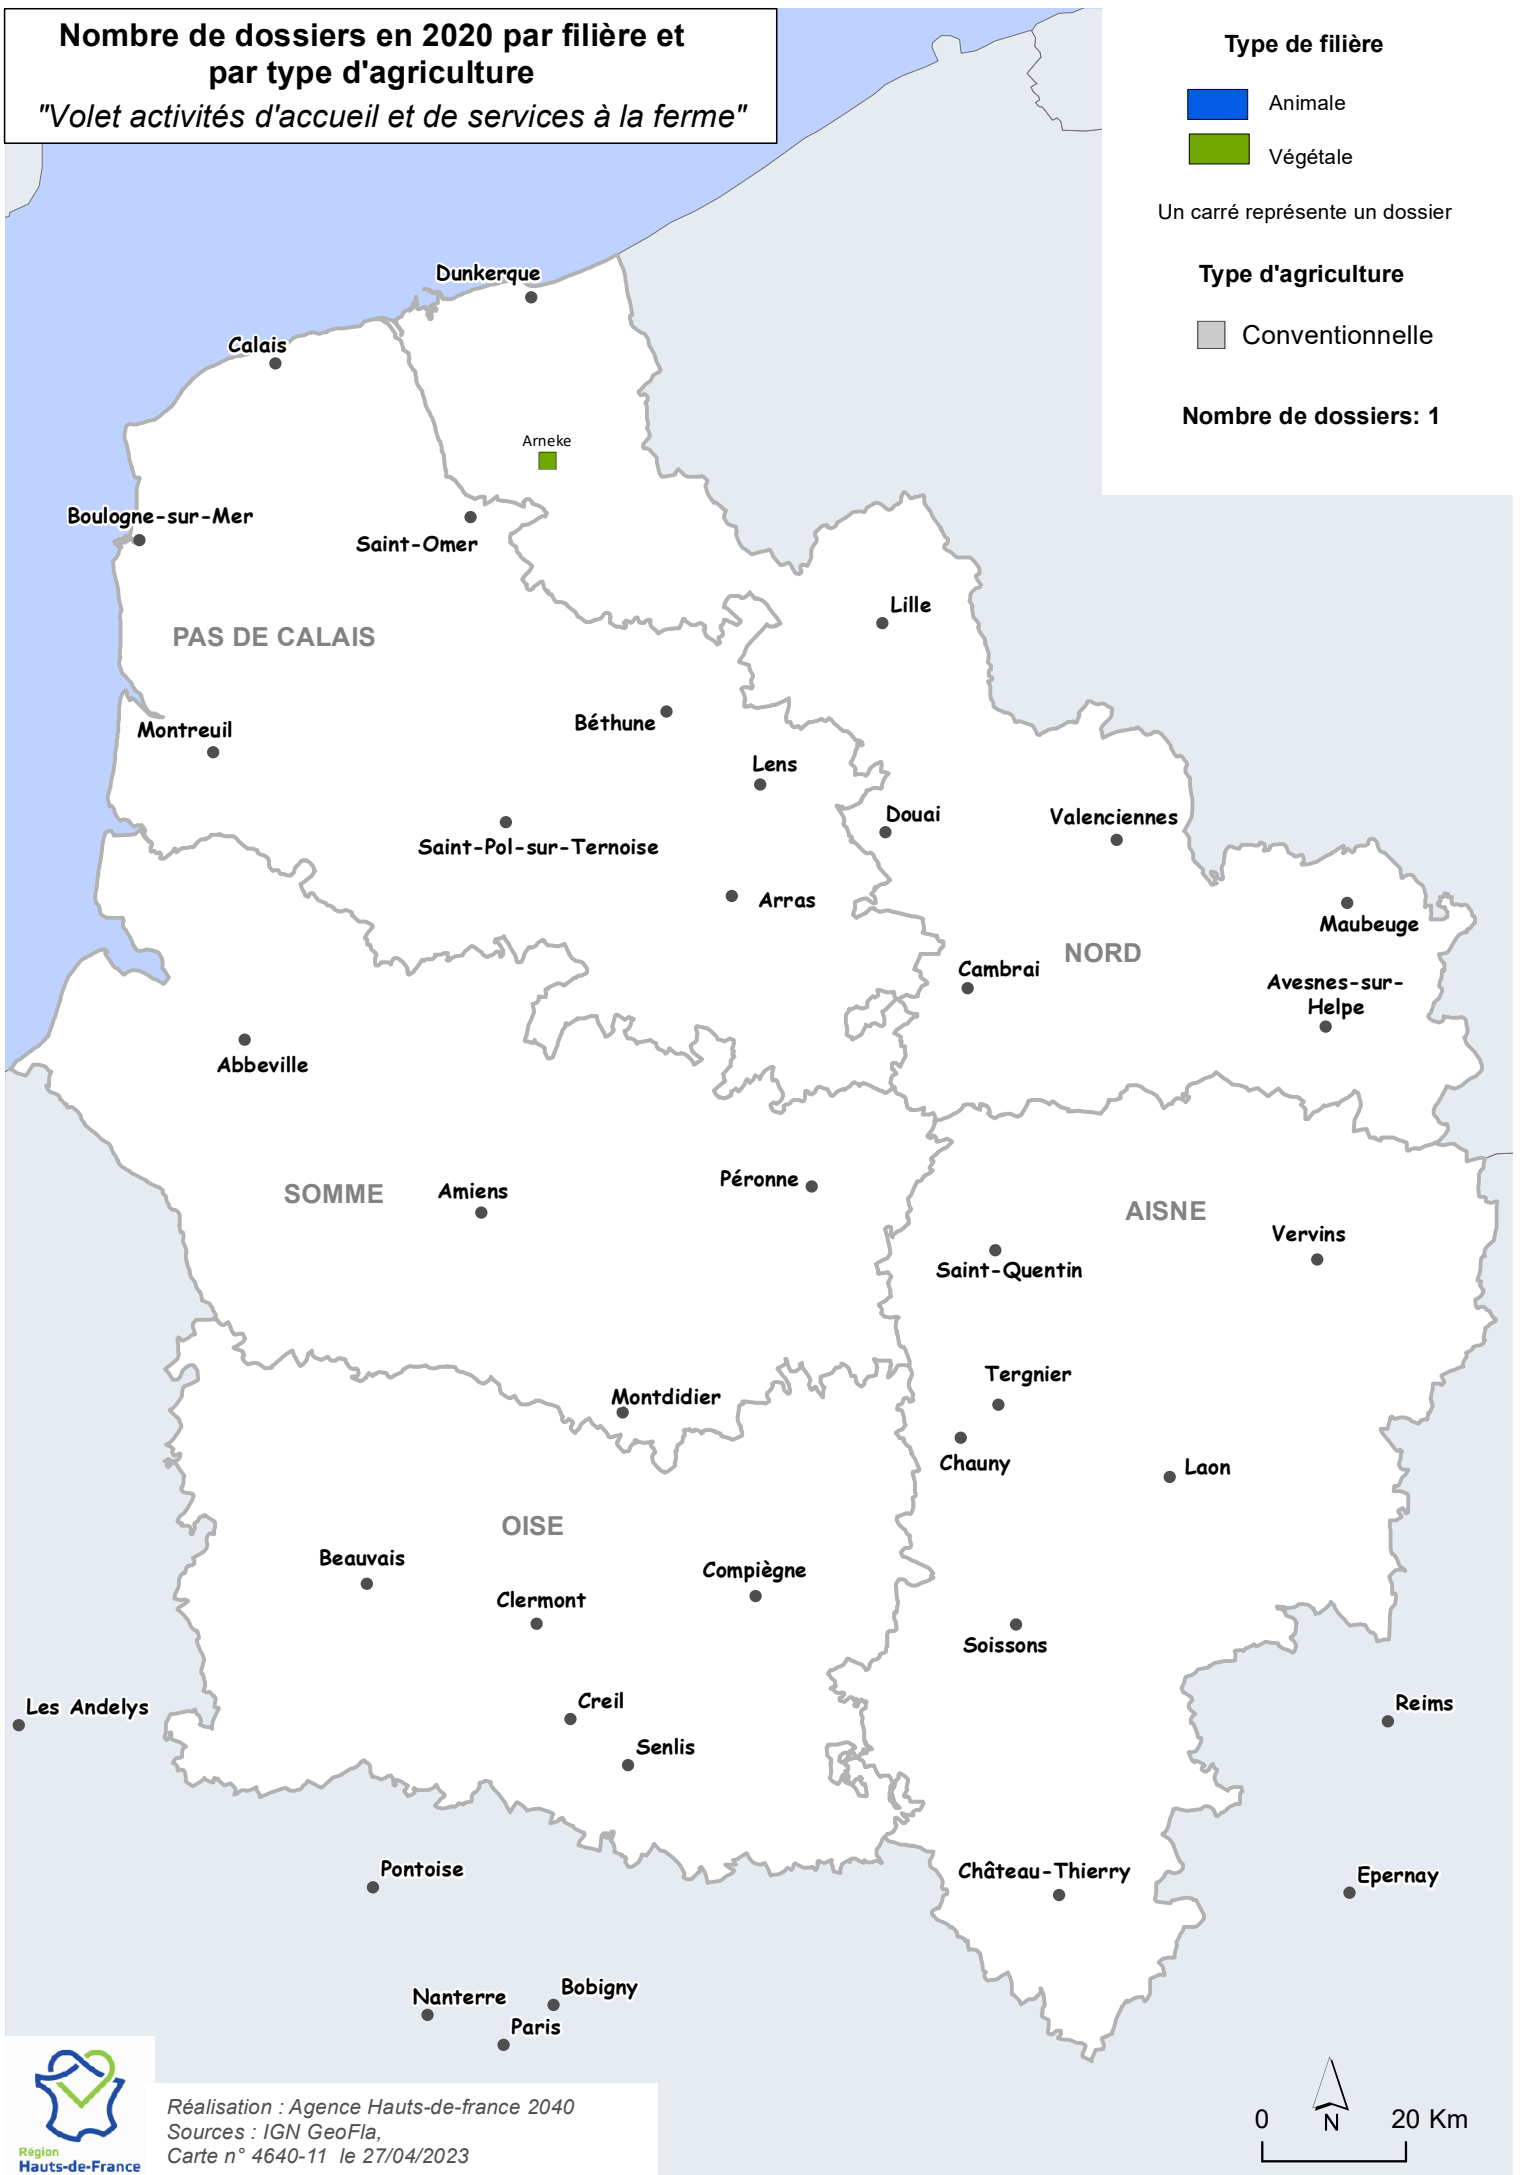 Nombre de dossiers en 2020 par filière et
par type d'agriculture
"Volet activités d'accueil et de services à la ferme"
Type de filière
Animale
Végétale
Un carré représente un dossier
Type d'agriculture
Conventionnelle
Nombre de dossiers: 1
Dunkerque
Calais
Arneke
Boulogne-sur-Mer
Saint-Omer
Lille
PAS DE CALAIS
Montreuil
Béthune
Lens
Douai
Valenciennes
Saint-Pol-sur-Ternoise
Arras
Maubeuge
NORD
Cambrai
Avesnes-sur-
Helpe
Abbeville
Péronne
SOMME
Amiens
AISNE
Vervins
Saint-Quentin
Tergnier
Montdidier
Chauny
Laon
OISE
Beauvais
Compiègne
Clermont
Soissons
Creil
Les Andelys
Reims
Senlis
Pontoise
Château-Thierry
Epernay
Bobigny
Nanterre
Paris
Réalisation : Agence Hauts-de-france 2040
Sources : IGN GeoFla,
Carte n° 4640-11 le 27/04/2023
Région
Hauts-de-France
0
N
20 Km